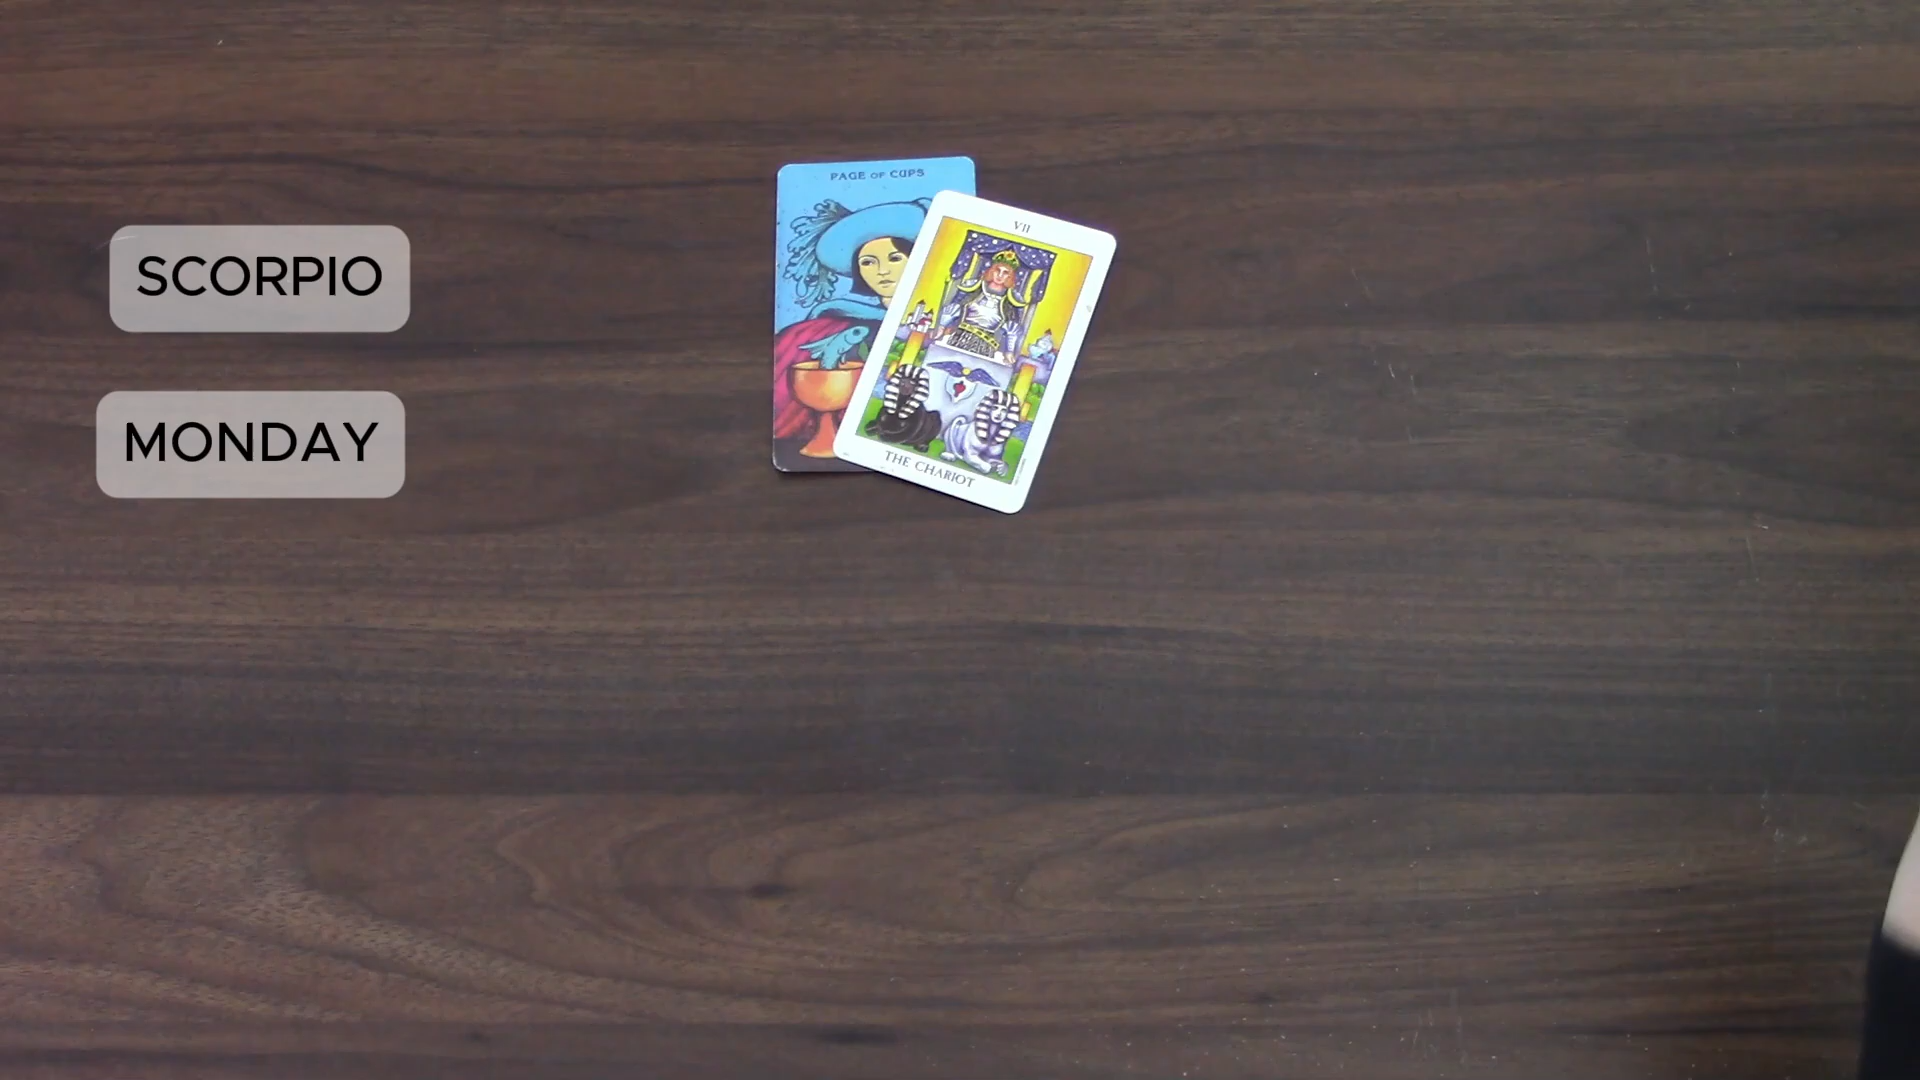 SCORPIO
MONDAY
PAGE OF CUPS
VII
THE CHARIOT